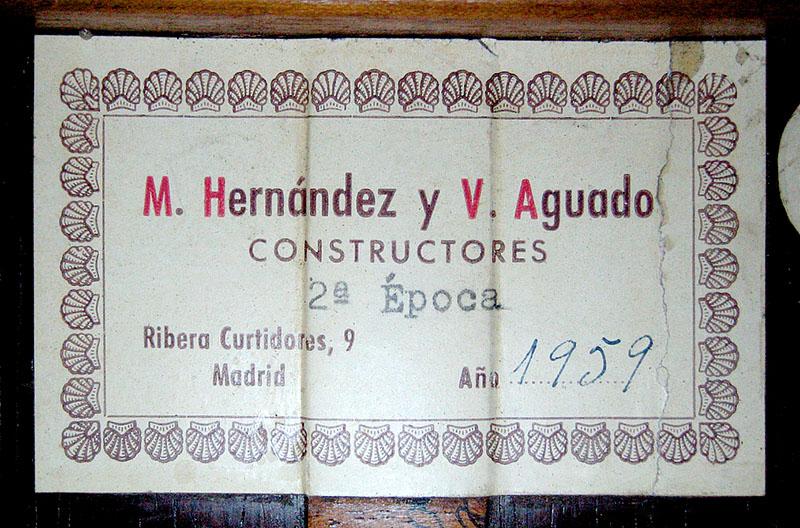 M. Hernández y V. Aguado
CONSTRUCTORES
2ª Época
Ribera Curtidores, 9
Madrid
Año 1959